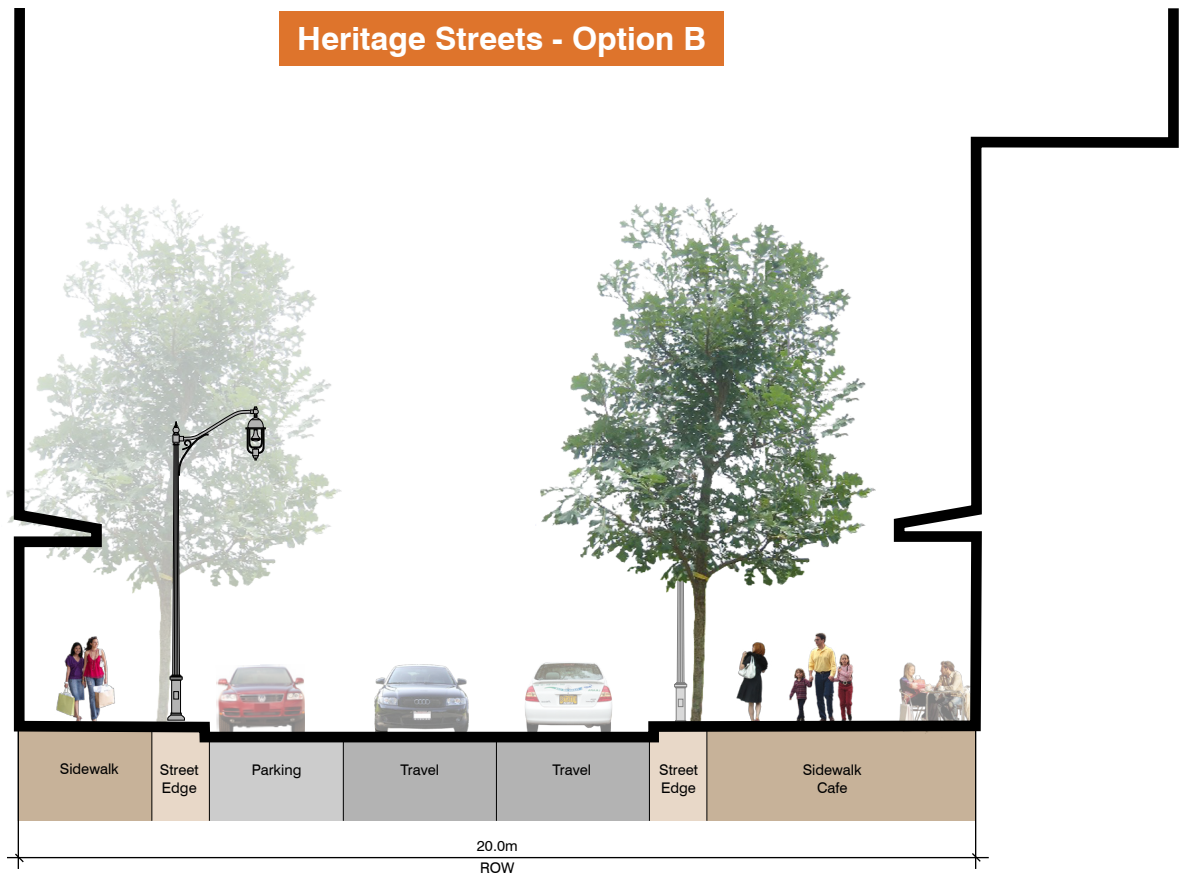 Heritage Streets - Option B
Sidewalk
Street
Edge
Parking
Travel
Travel
Street
Edge
Sidewalk
Cafe
20.0m
ROW